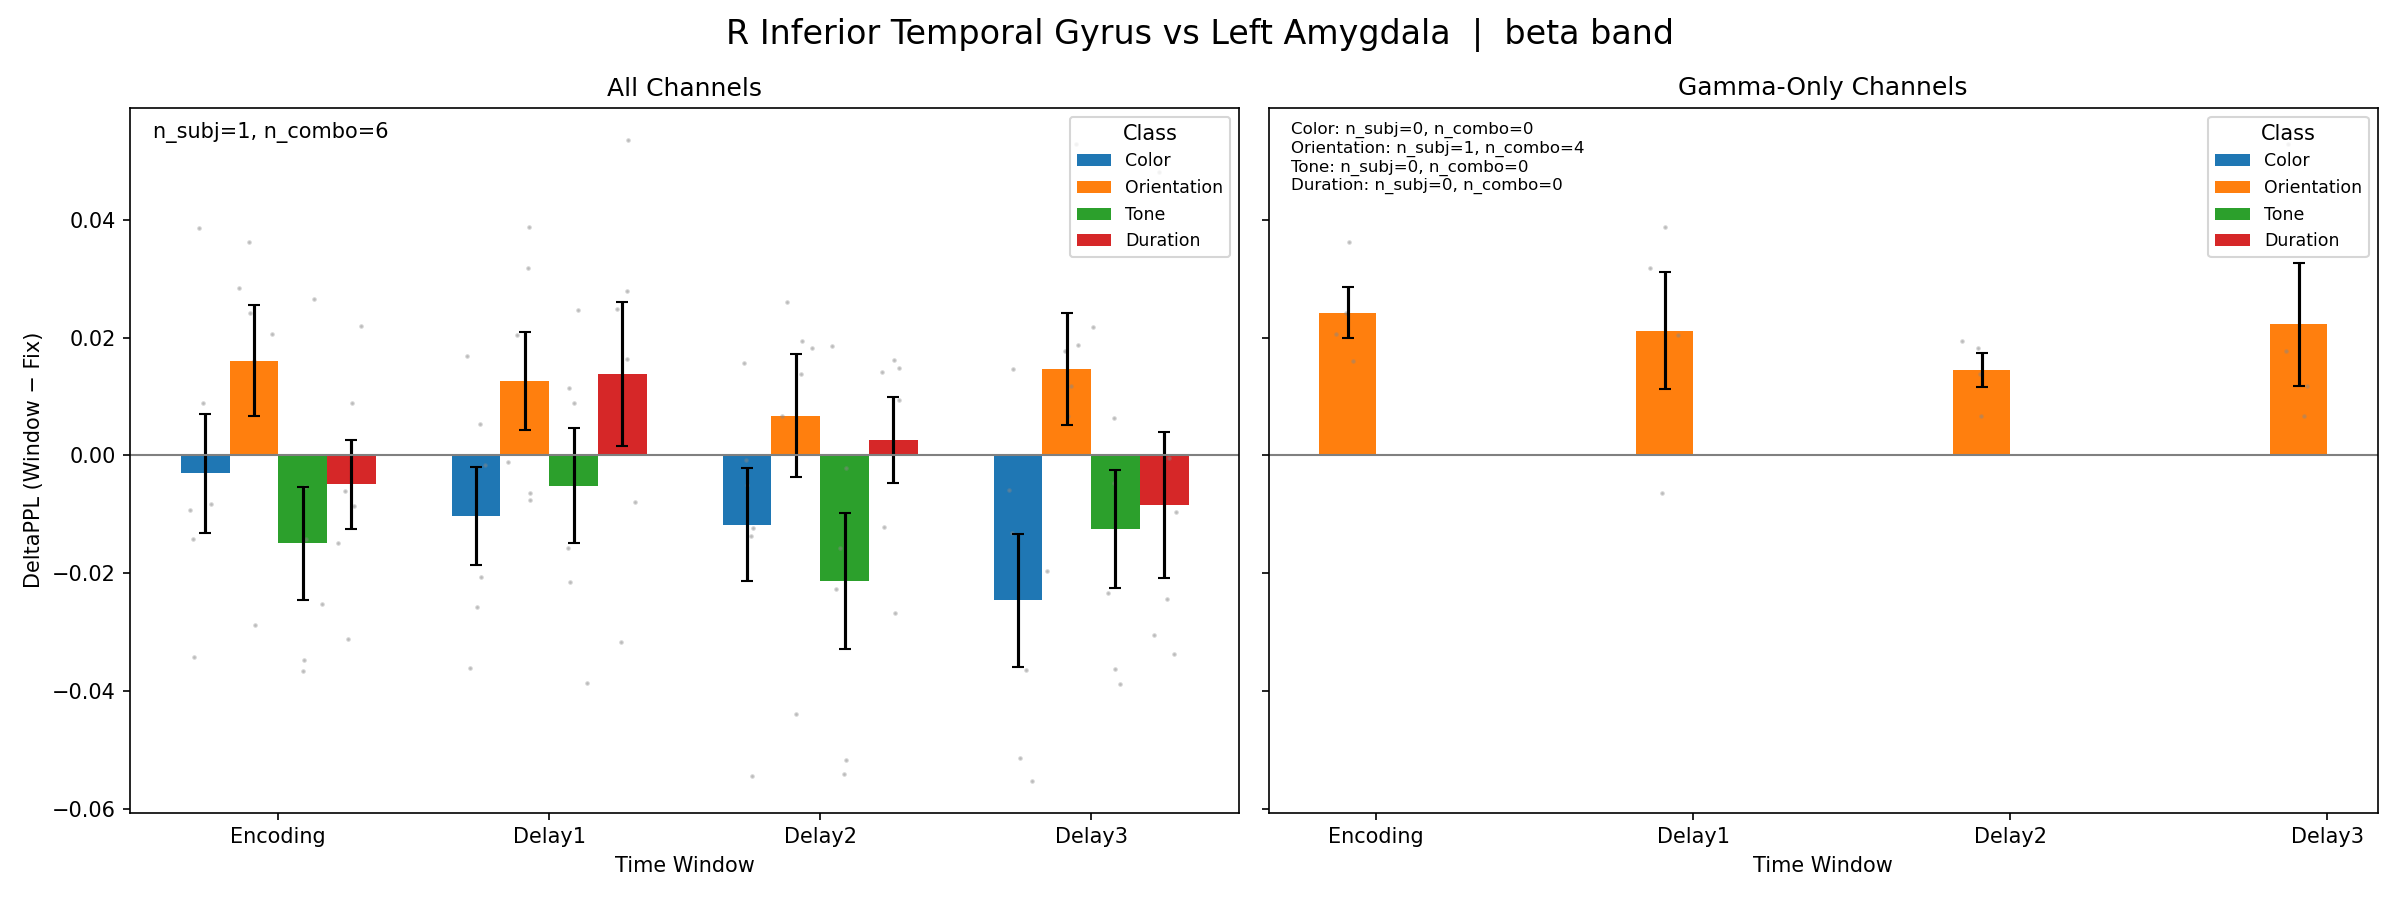 R Inferior Temporal Gyrus vs Left Amygdala | beta band
All Channels
n_subj=1, n_combo=6
Class
Color
Orientation
Tone
Duration
DeltaPPL (Window − Fix)
0.04
0.02
0.00
−0.02
−0.04
−0.06
Encoding
Delay1
Delay2
Delay3
Time Window
Gamma-Only Channels
Color: n_subj=0, n_combo=0
Orientation: n_subj=1, n_combo=4
Tone: n_subj=0, n_combo=0
Duration: n_subj=0, n_combo=0
Class
Color
Orientation
Tone
Duration
Encoding
Delay1
Delay2
Delay3
Time Window